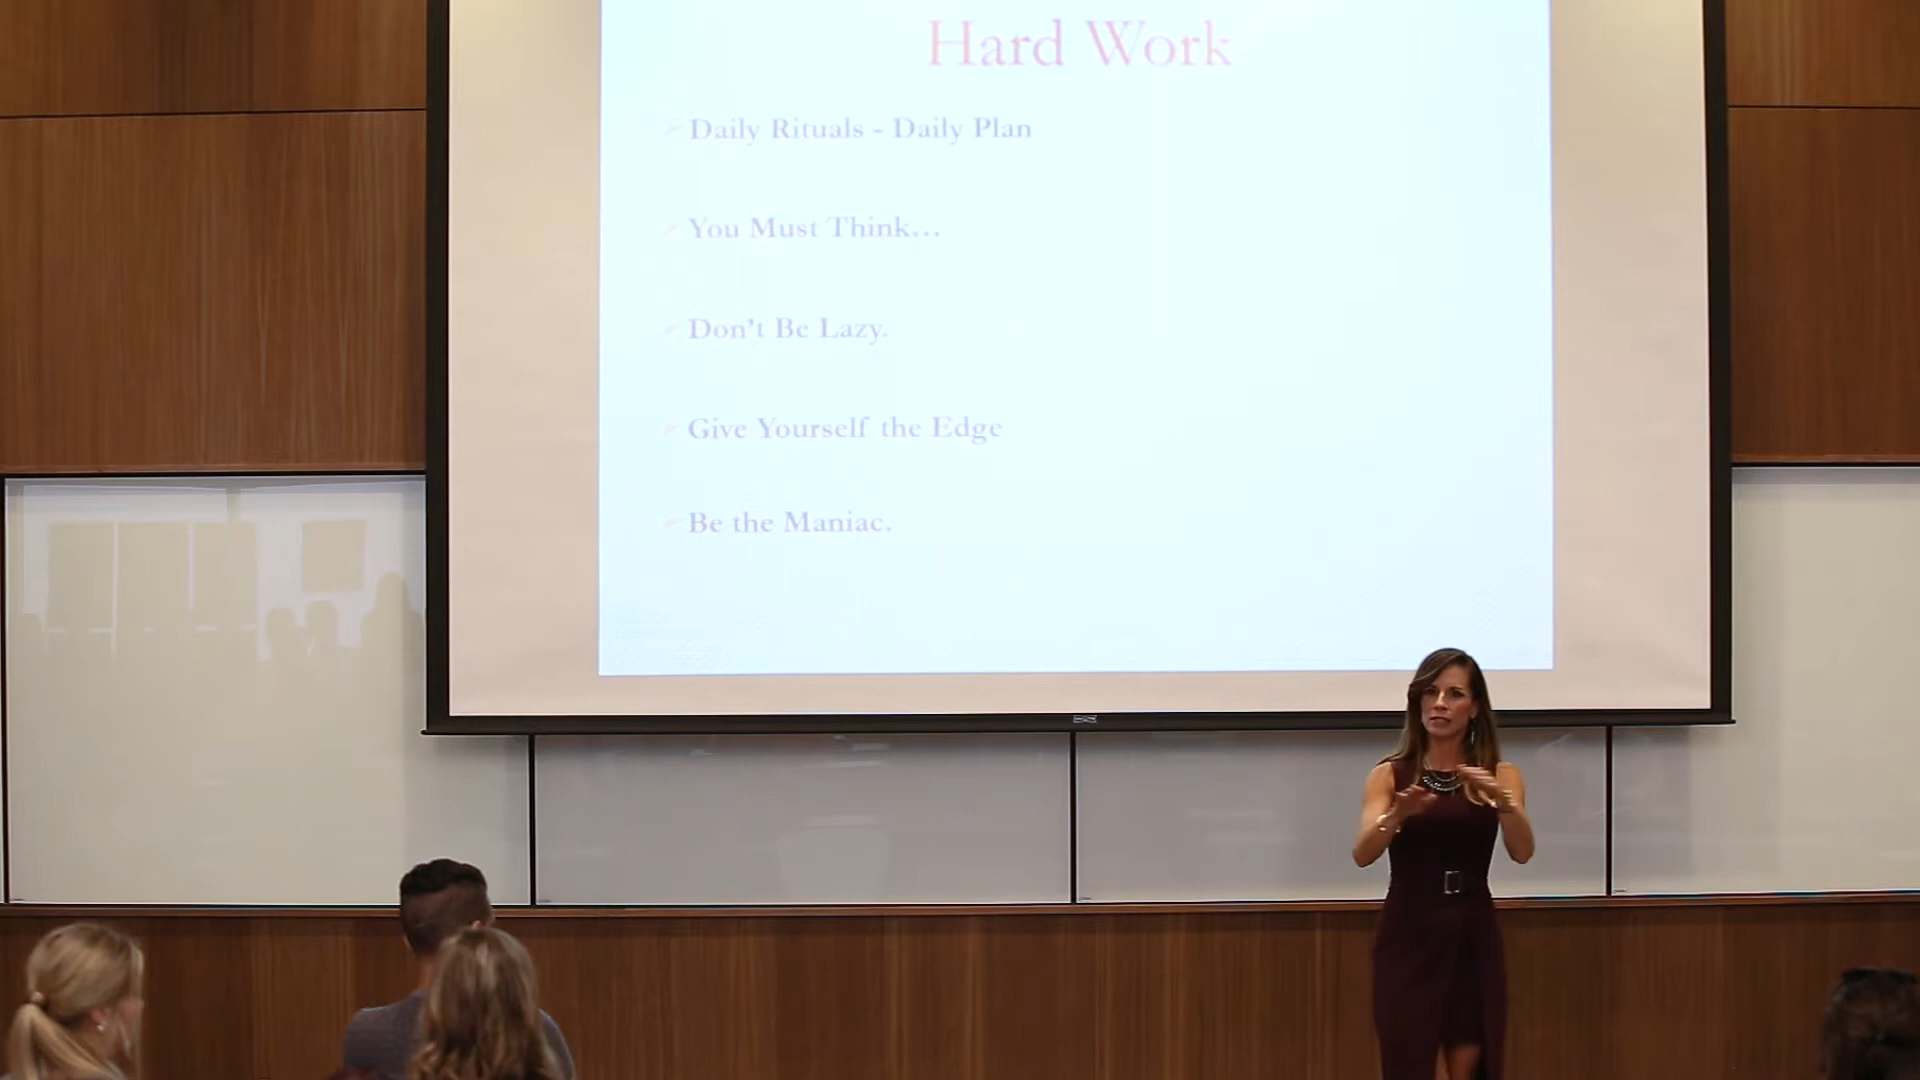 Hard Work
Daily Rituals - Daily Plan
You Must Think...
Don't Be Lazy.
Give Yourself the Edge
Be the Maniac.